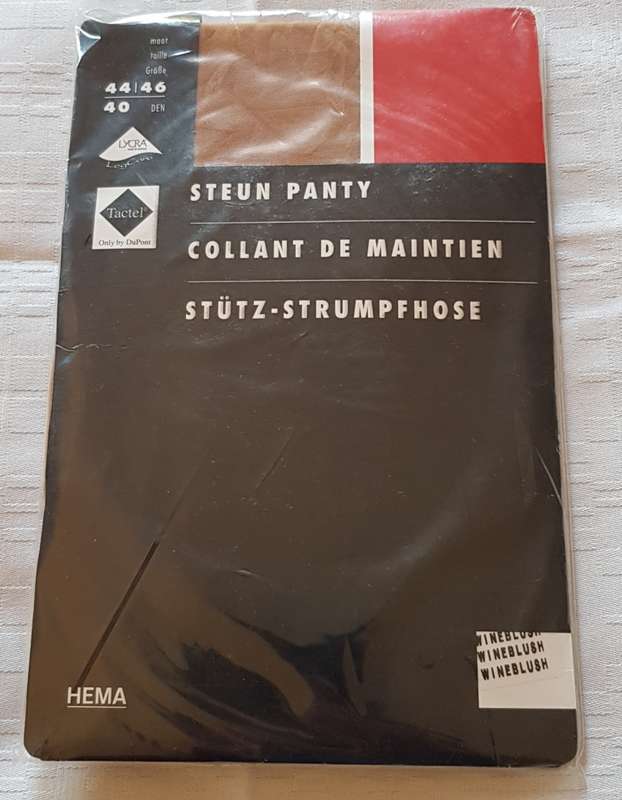 maat
taille
Größe
44|46
40 DEN
LYCRA
LegCare
Tactel®
Only by DuPont
STEUN PANTY
COLLANT DE MAINTIEN
STÜTZ-STRUMPFHOSE
WINEBLUSH
WINEBLUSH
WINEBLUSH
HEMA